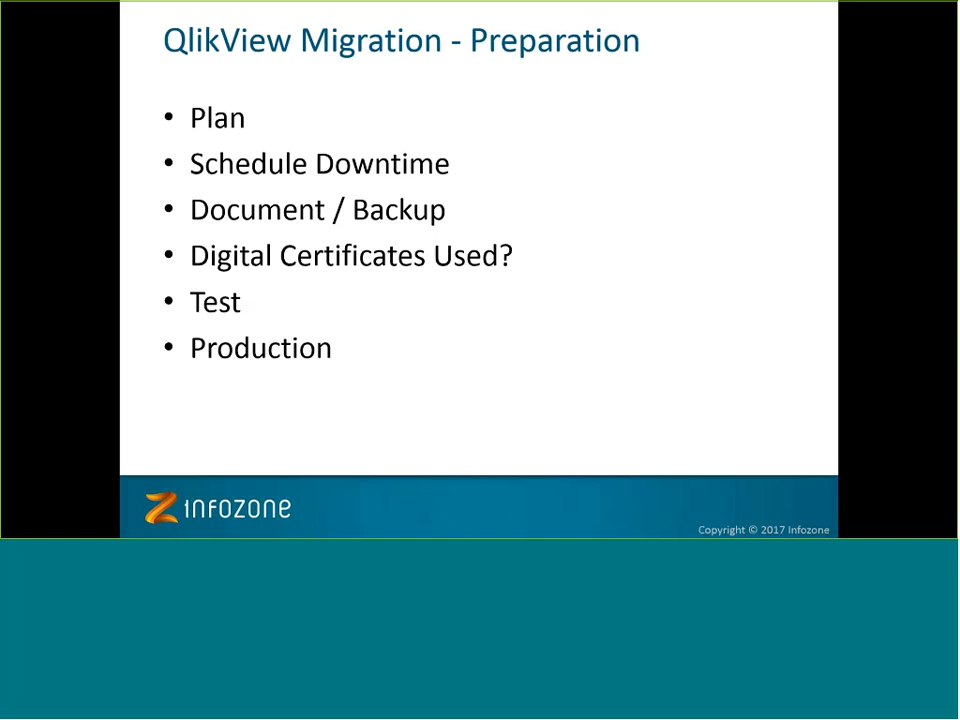 QlikView Migration - Preparation
• Plan
• Schedule Downtime
• Document / Backup
• Digital Certificates Used?
• Test
• Production
infozone
Copyright © 2017 Infozone